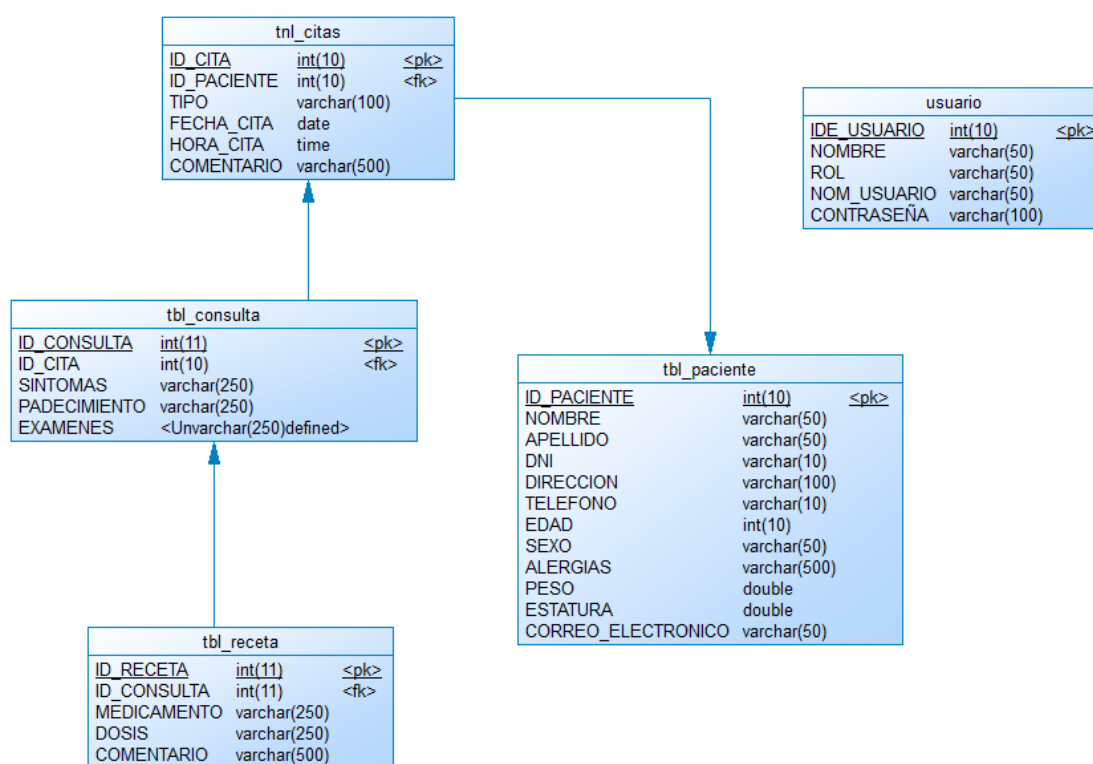 tnl_citas
ID_CITA int(10) <pk>
ID_PACIENTE int(10) <fk>
TIPO varchar(100)
FECHA_CITA date
HORA_CITA time
COMENTARIO varchar(500)
usuario
IDE_USUARIO int(10) <pk>
NOMBRE varchar(50)
ROL varchar(50)
NOM_USUARIO varchar(50)
CONTRASEÑA varchar(100)
tbl_consulta
ID_CONSULTA int(11) <pk>
ID_CITA int(10) <fk>
SINTOMAS varchar(250)
PADECIMIENTO varchar(250)
EXAMENES <Unvarchar(250)defined>
tbl_paciente
ID_PACIENTE int(10) <pk>
NOMBRE varchar(50)
APELLIDO varchar(50)
DNI varchar(10)
DIRECCION varchar(100)
TELEFONO varchar(10)
EDAD int(10)
SEXO varchar(50)
ALERGIAS varchar(500)
PESO double
ESTATURA double
CORREO_ELECTRONICO varchar(50)
tbl_receta
ID_RECETA int(11) <pk>
ID_CONSULTA int(11) <fk>
MEDICAMENTO varchar(250)
DOSIS varchar(250)
COMENTARIO varchar(500)